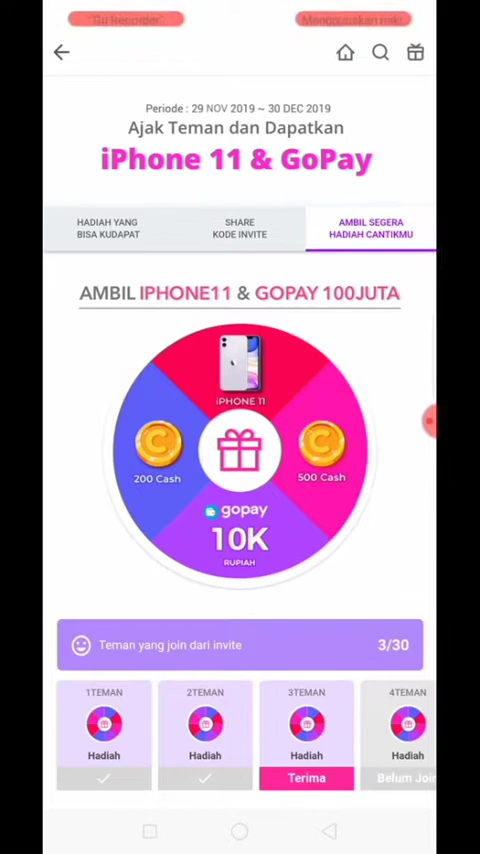 "Du Recorder"
Periode : 29 NOV 2019 ~ 30 DEC 2019
Ajak Teman dan Dapatkan
iPhone 11 & GoPay
HADIAH YANG
BISA KUDAPAT
SHARE
KODE INVITE
AMBIL SEGERA
HADIAH CANTIKMU
AMBIL IPHONE11 & GOPAY 100JUTA
iPHONE 11
200 Cash
500 Cash
gopay
10K
RUPIAH
Teman yang join dari invite
3/30
1TEMAN
2TEMAN
3TEMAN
4TEMAN
Hadiah
Hadiah
Hadiah
Hadiah
Terima
Belum Join